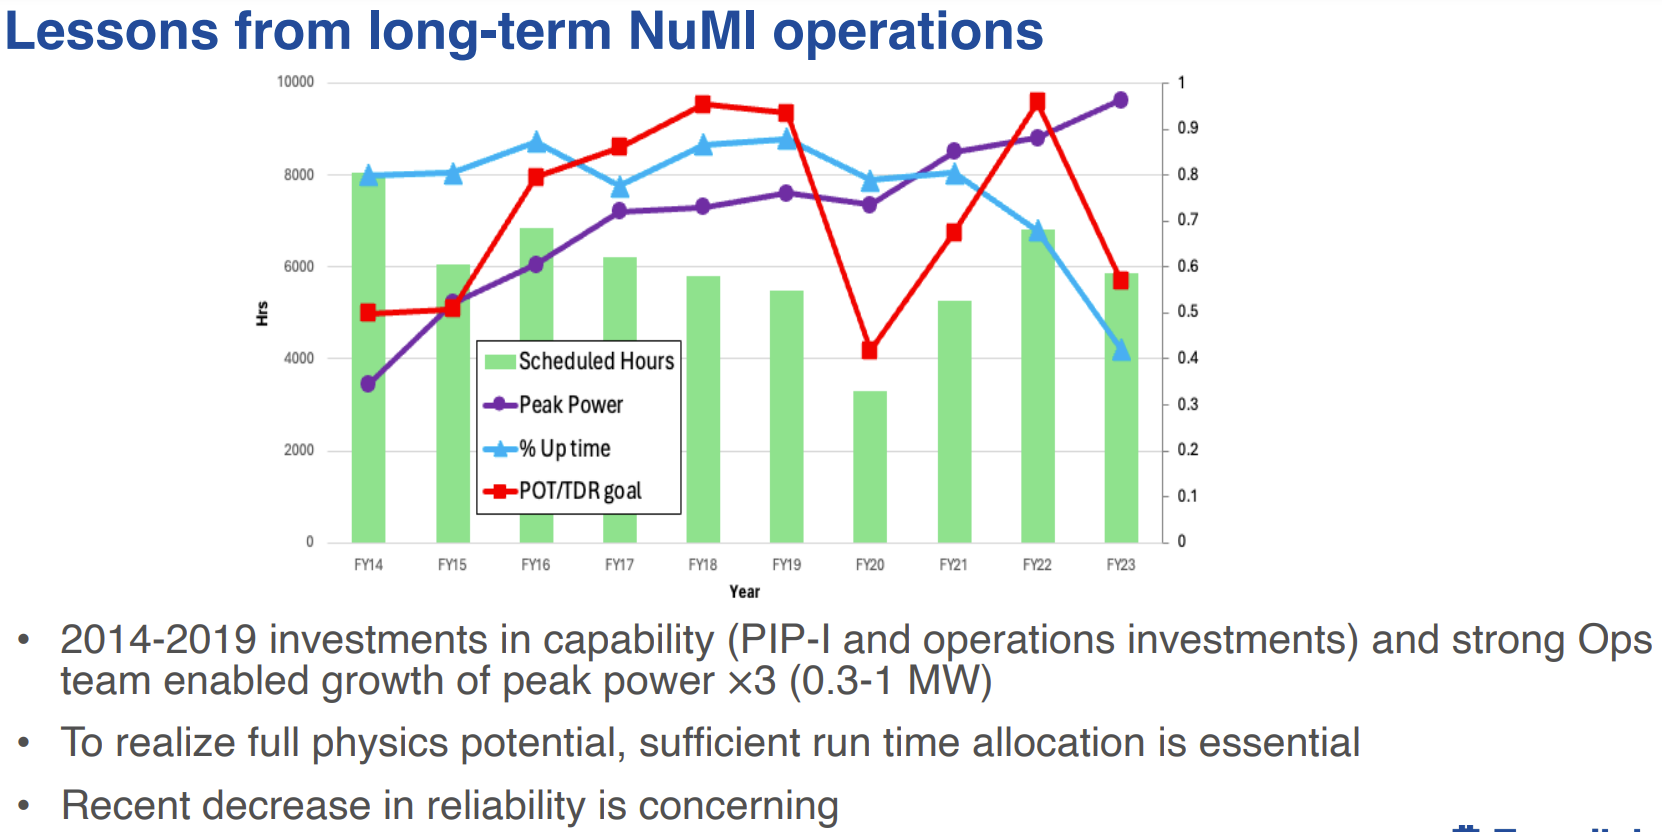 Lessons from long-term NuMI operations
10000
8000
6000
4000
2000
0
Hrs
1
0.9
0.8
0.7
0.6
0.5
0.4
0.3
0.2
0.1
0
Scheduled Hours
Peak Power
% Up time
POT/TDR goal
FY14 FY15 FY16 FY17 FY18 FY19 FY20 FY21 FY22 FY23
Year
• 2014-2019 investments in capability (PIP-I and operations investments) and strong Ops
team enabled growth of peak power ×3 (0.3-1 MW)
• To realize full physics potential, sufficient run time allocation is essential
• Recent decrease in reliability is concerning